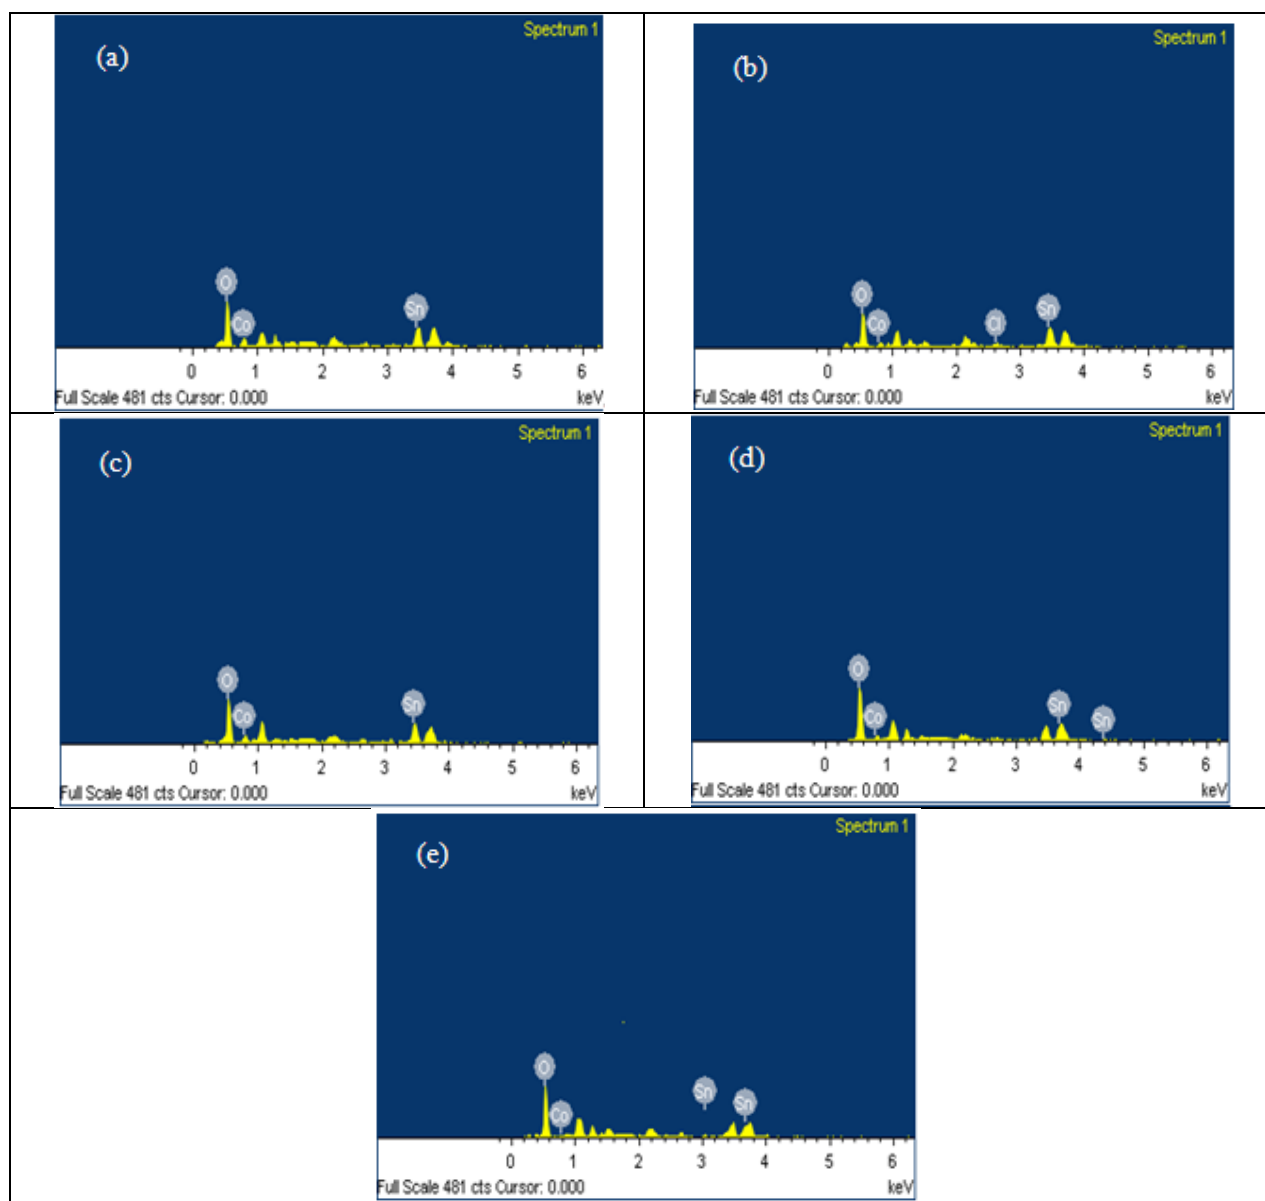 Spectrum 1
(a)
O
Co
Sn
0 1 2 3 4 5 6
Full Scale 481 cts Cursor: 0.000 keV
Spectrum 1
(b)
O
Co
Cl
Sn
0 1 2 3 4 5 6
Full Scale 481 cts Cursor: 0.000 keV
Spectrum 1
(c)
O
Co
Sn
0 1 2 3 4 5 6
Full Scale 481 cts Cursor: 0.000 keV
Spectrum 1
(d)
O
Co
Sn
Sn
0 1 2 3 4 5 6
Full Scale 481 cts Cursor: 0.000 keV
Spectrum 1
(e)
O
Co
Sn
Sn
0 1 2 3 4 5 6
Full Scale 481 cts Cursor: 0.000 keV